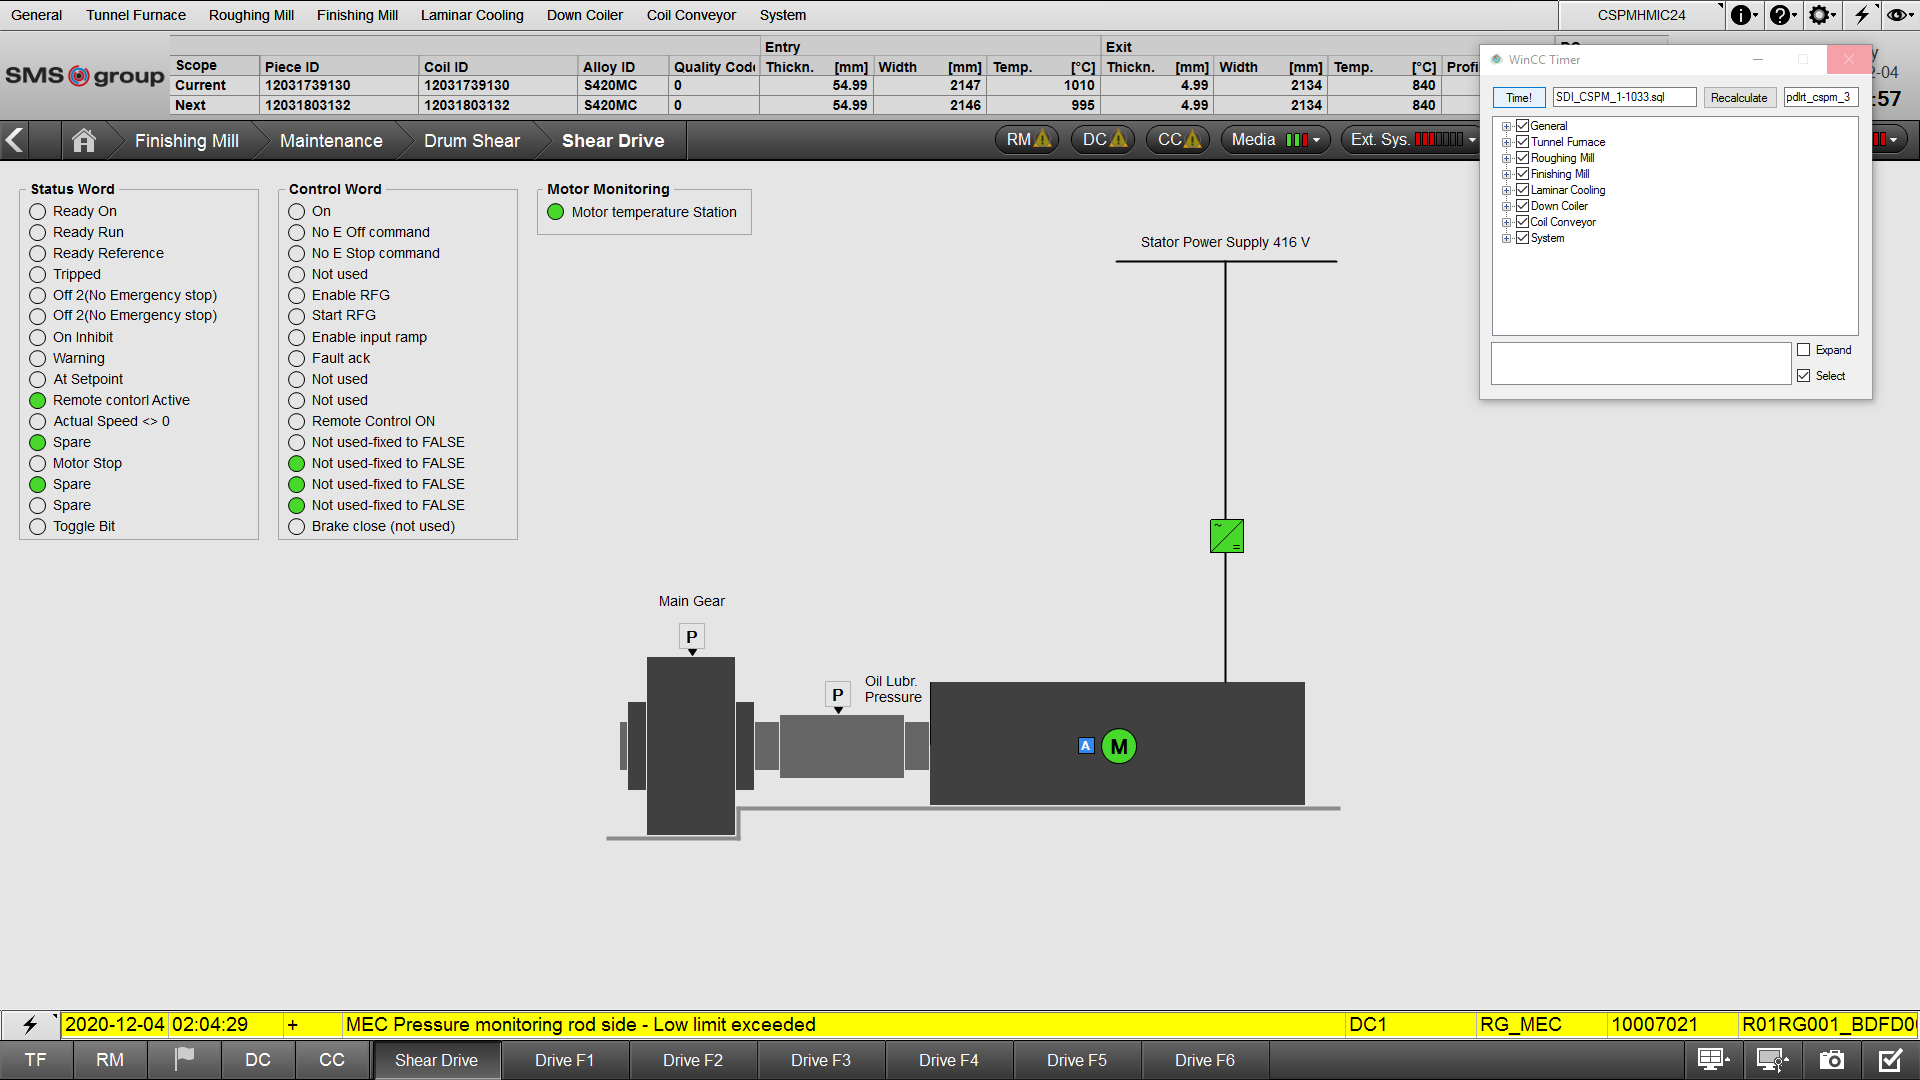 General Tunnel Furnace Roughing Mill Finishing Mill Laminar Cooling Down Coiler Coil Conveyor System CSPMHMIC24
SMS group
Entry Exit
Scope Piece ID Coil ID Alloy ID Quality Code Thickn. [mm] Width [mm] Temp. [°C] Thickn. [mm] Width [mm] Temp. [°C] Profi
Current 12031739130 12031739130 S420MC 0 54.99 2147 1010 4.99 2134 840
Next 12031803132 12031803132 S420MC 0 54.99 2146 995 4.99 2134 840
-04
:57
Finishing Mill Maintenance Drum Shear Shear Drive RM DC CC Media Ext. Sys.
WinCC Timer
Time! SDI_CSPM_1-1033.sql Recalculate pdlrt_cspm_3
General
Tunnel Furnace
Roughing Mill
Finishing Mill
Laminar Cooling
Down Coiler
Coil Conveyor
System
Expand
Select
Status Word
Ready On
Ready Run
Ready Reference
Tripped
Off 2(No Emergency stop)
Off 2(No Emergency stop)
On Inhibit
Warning
At Setpoint
Remote contorl Active
Actual Speed <> 0
Spare
Motor Stop
Spare
Spare
Toggle Bit
Control Word
On
No E Off command
No E Stop command
Not used
Enable RFG
Start RFG
Enable input ramp
Fault ack
Not used
Not used
Remote Control ON
Not used-fixed to FALSE
Not used-fixed to FALSE
Not used-fixed to FALSE
Not used-fixed to FALSE
Brake close (not used)
Motor Monitoring
Motor temperature Station
Stator Power Supply 416 V
Main Gear
P
Oil Lubr.
Pressure
P
A M
2020-12-04 02:04:29 + MEC Pressure monitoring rod side - Low limit exceeded DC1 RG_MEC 10007021 R01RG001_BDFD0
TF RM DC CC Shear Drive Drive F1 Drive F2 Drive F3 Drive F4 Drive F5 Drive F6